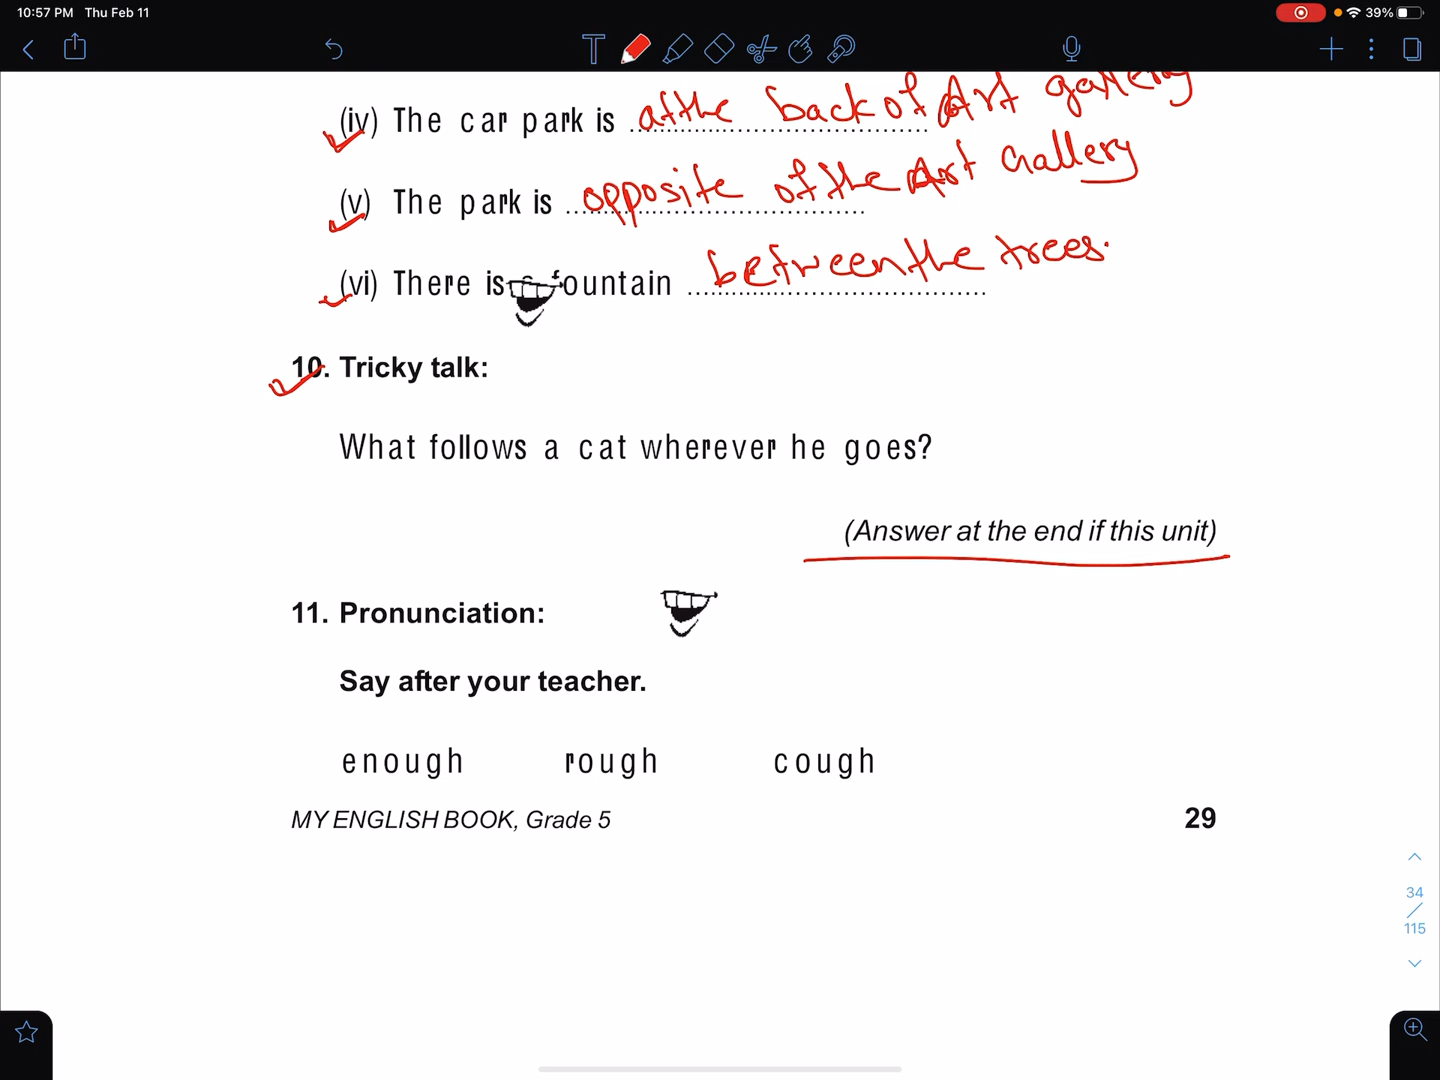 10:57 PM Thu Feb 11 39%
(iv) The car park is at the back of Art gallery
(v) The park is opposite of the Art Gallery
(vi) There is a fountain between the trees.
10. Tricky talk:
What follows a cat wherever he goes?
(Answer at the end if this unit)
11. Pronunciation:
Say after your teacher.
enough rough cough
MY ENGLISH BOOK, Grade 5 29
34
115